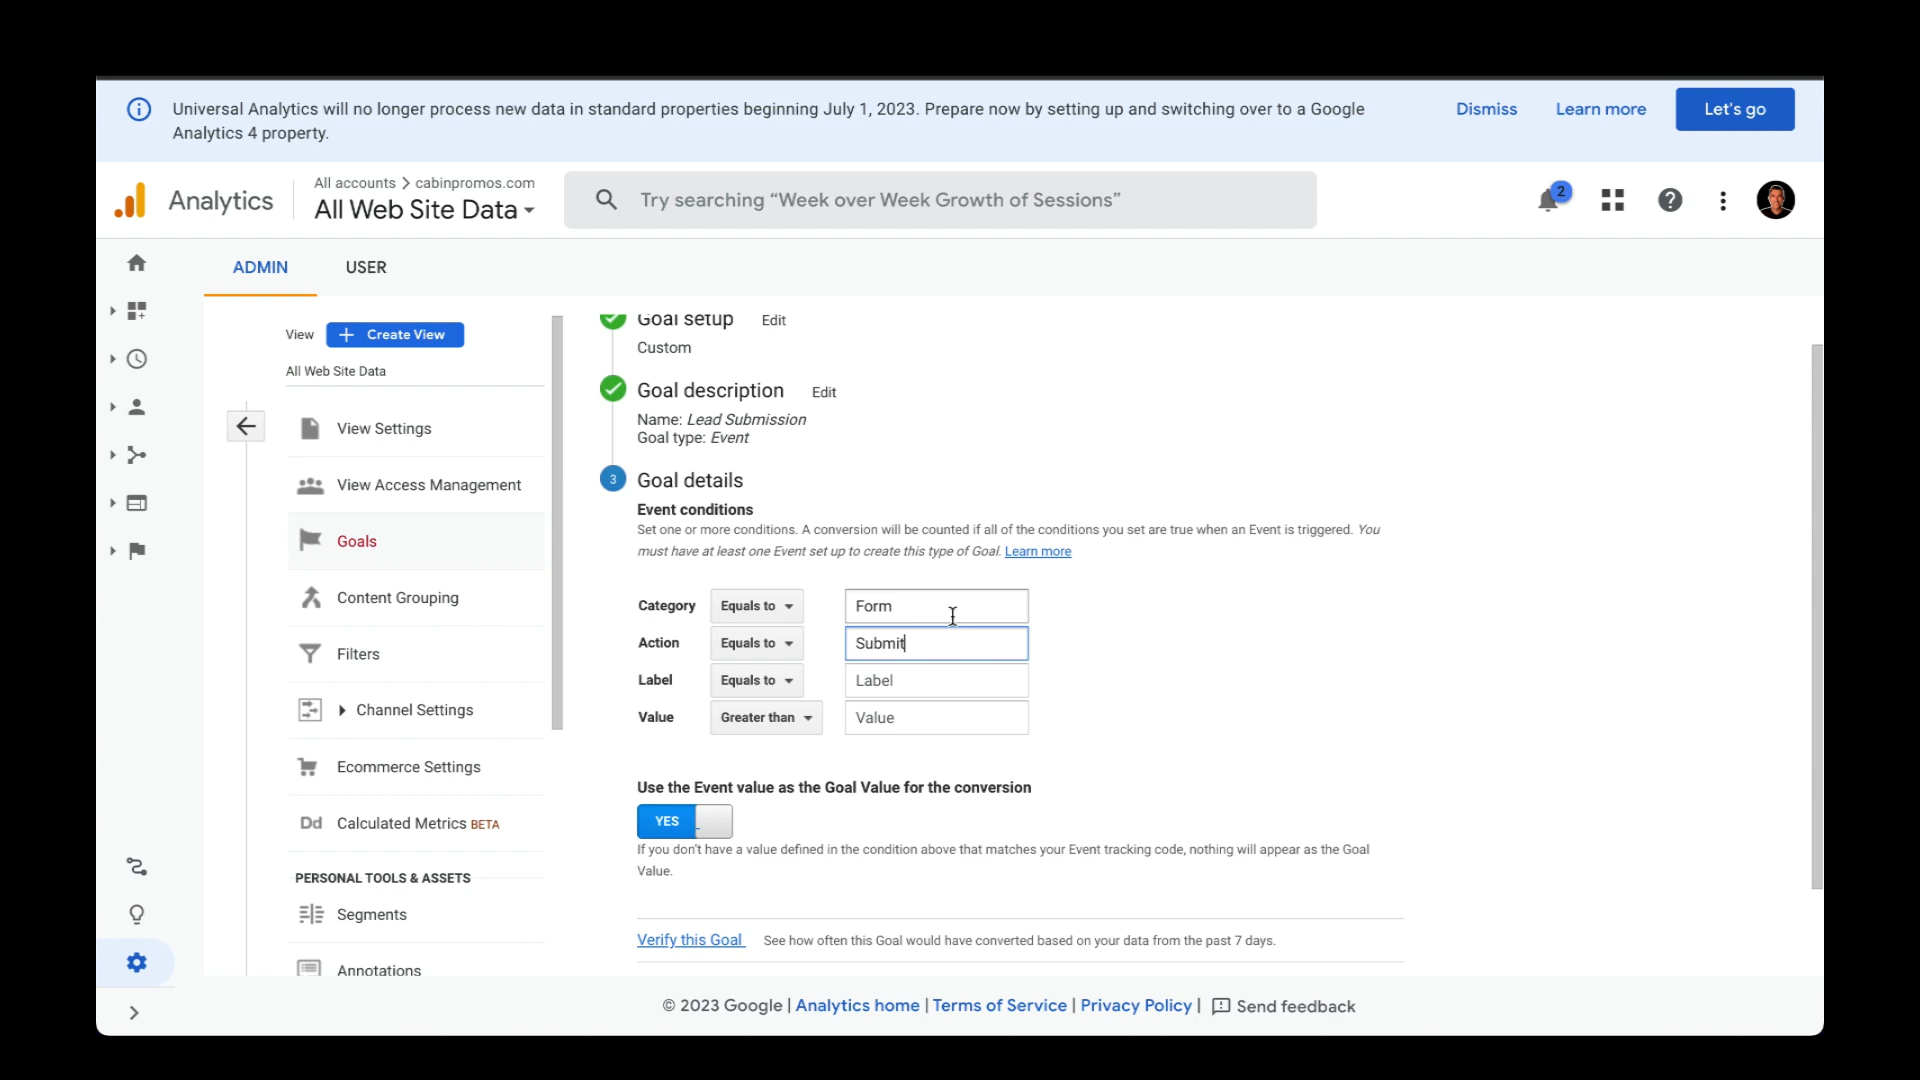 Universal Analytics will no longer process new data in standard properties beginning July 1, 2023. Prepare now by setting up and switching over to a Google
Analytics 4 property.
Dismiss
Learn more
Let's go
Analytics
All accounts > cabinpromos.com
All Web Site Data
Try searching “Week over Week Growth of Sessions”
2
ADMIN
USER
View
+ Create View
All Web Site Data
View Settings
View Access Management
Goals
Content Grouping
Filters
Channel Settings
Ecommerce Settings
Dd Calculated Metrics BETA
PERSONAL TOOLS & ASSETS
Segments
Annotations
Goal setup Edit
Custom
Goal description Edit
Name: Lead Submission
Goal type: Event
3 Goal details
Event conditions
Set one or more conditions. A conversion will be counted if all of the conditions you set are true when an Event is triggered. You
must have at least one Event set up to create this type of Goal. Learn more
Category Equals to Form
Action Equals to Submit
Label Equals to Label
Value Greater than Value
Use the Event value as the Goal Value for the conversion
YES
If you don't have a value defined in the condition above that matches your Event tracking code, nothing will appear as the Goal
Value.
Verify this Goal See how often this Goal would have converted based on your data from the past 7 days.
© 2023 Google | Analytics home | Terms of Service | Privacy Policy | Send feedback